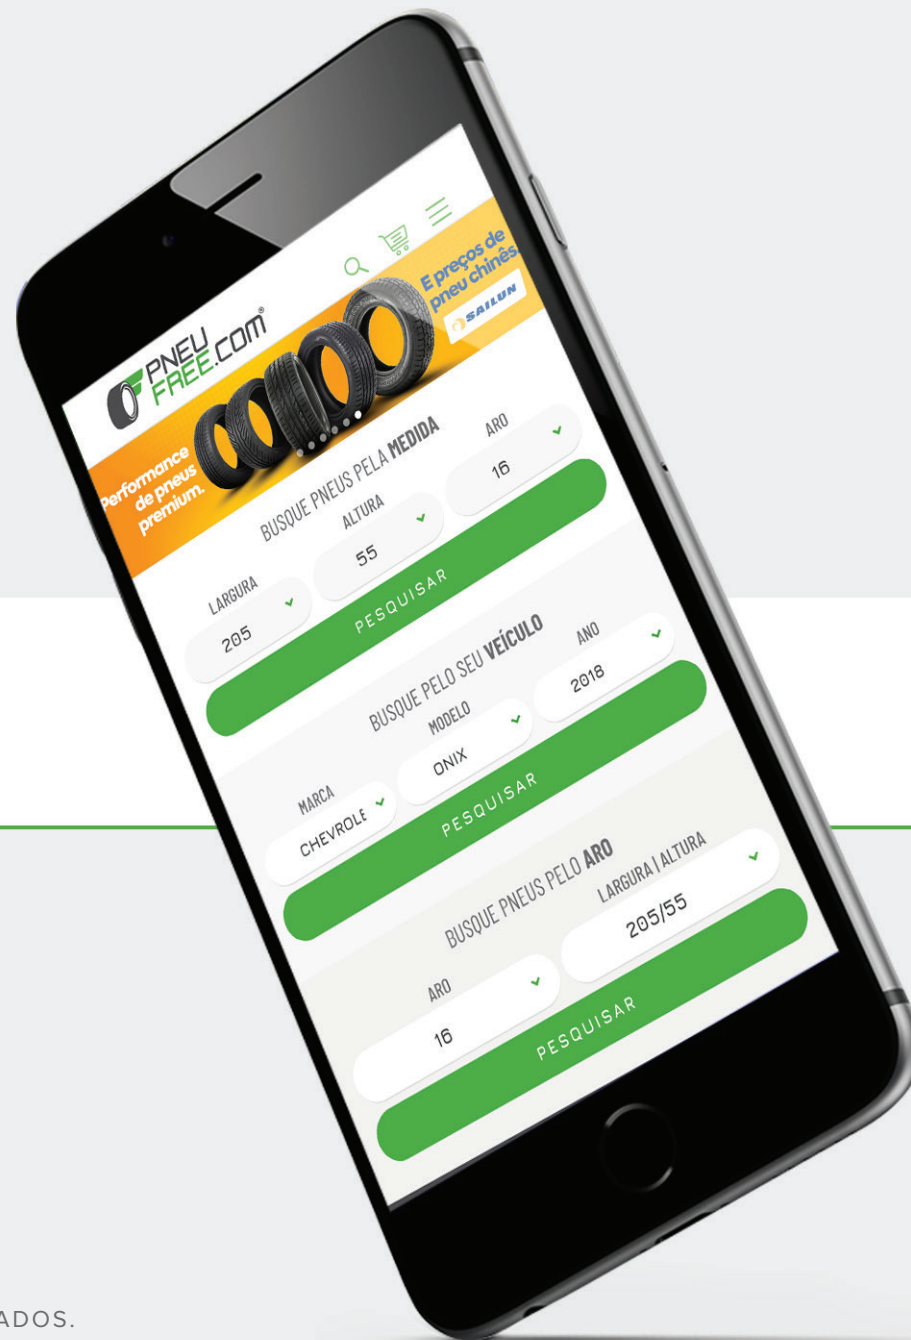 PNEU
FREE.COM®
Performance
de pneus
premium.
E preços de
pneu chinês.
SAILUN
BUSQUE PNEUS PELA MEDIDA
LARGURA ALTURA ARO
205 55 16
PESQUISAR
BUSQUE PELO SEU VEÍCULO
MARCA MODELO ANO
CHEVROLE ONIX 2018
PESQUISAR
BUSQUE PNEUS PELO ARO
ARO LARGURA | ALTURA
16 205/55
PESQUISAR
ADOS.